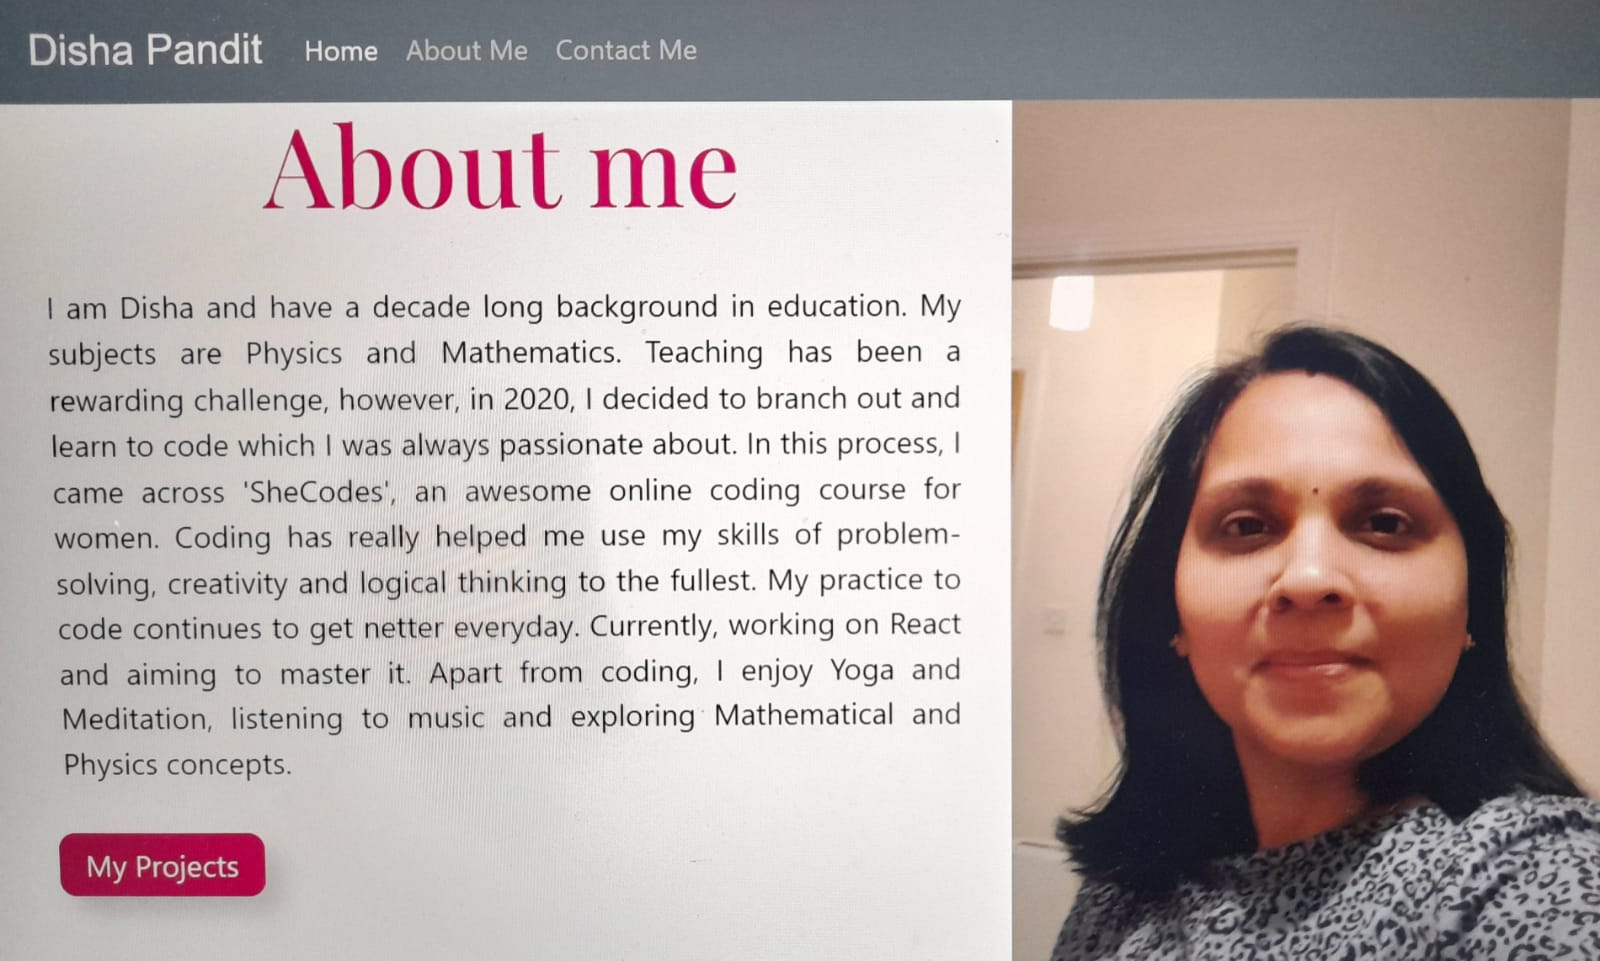 Disha Pandit Home About Me Contact Me
About me
I am Disha and have a decade long background in education. My
subjects are Physics and Mathematics. Teaching has been a
rewarding challenge, however, in 2020, I decided to branch out and
learn to code which I was always passionate about. In this process, I
came across 'SheCodes', an awesome online coding course for
women. Coding has really helped me use my skills of problem-
solving, creativity and logical thinking to the fullest. My practice to
code continues to get netter everyday. Currently, working on React
and aiming to master it. Apart from coding, I enjoy Yoga and
Meditation, listening to music and exploring Mathematical and
Physics concepts.
My Projects